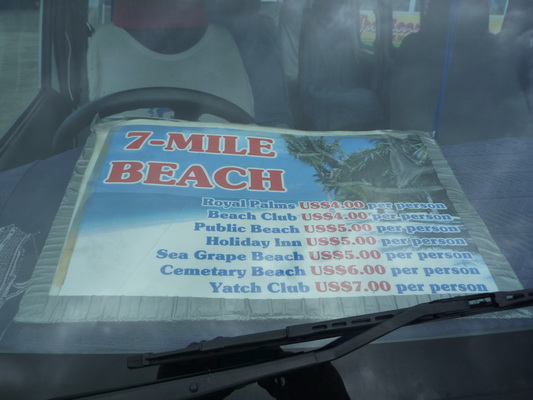 7-MILE
BEACH
Royal Palms US$4.00 per person
Beach Club US$4.00 per person
Public Beach US$5.00 per person
Holiday Inn US$5.00 per person
Sea Grape Beach US$5.00 per person
Cemetary Beach US$6.00 per person
Yatch Club US$7.00 per person